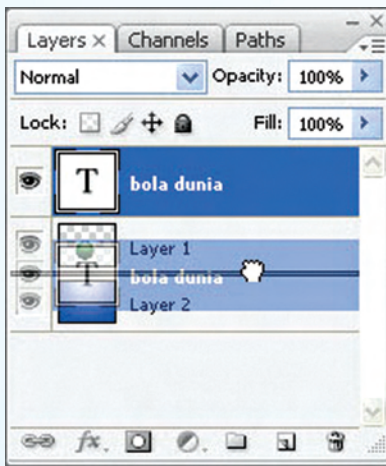 Layers × Channels Paths
Normal Opacity: 100%
Lock: Fill: 100%
T bola dunia
Layer 1
T bola dunia
Layer 2
fx.